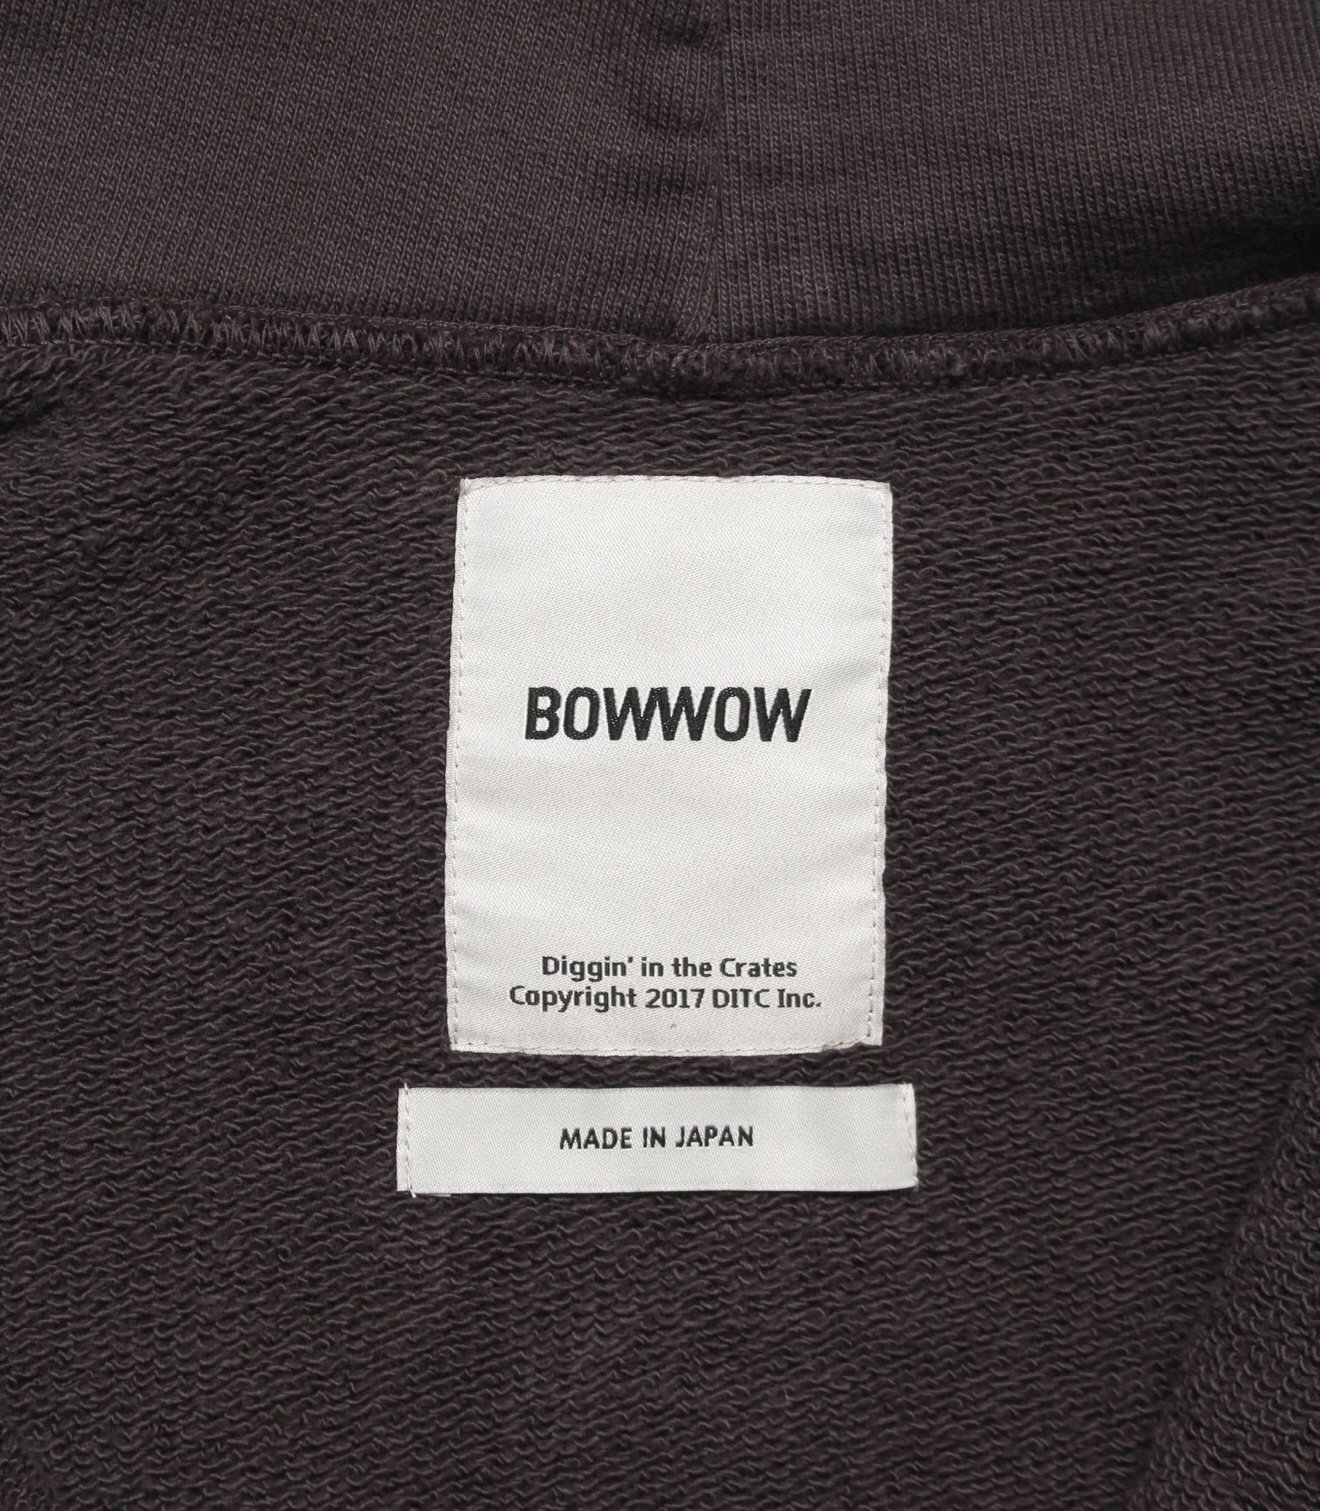 BOWWOW
Diggin' in the Crates
Copyright 2017 DITC Inc.
MADE IN JAPAN